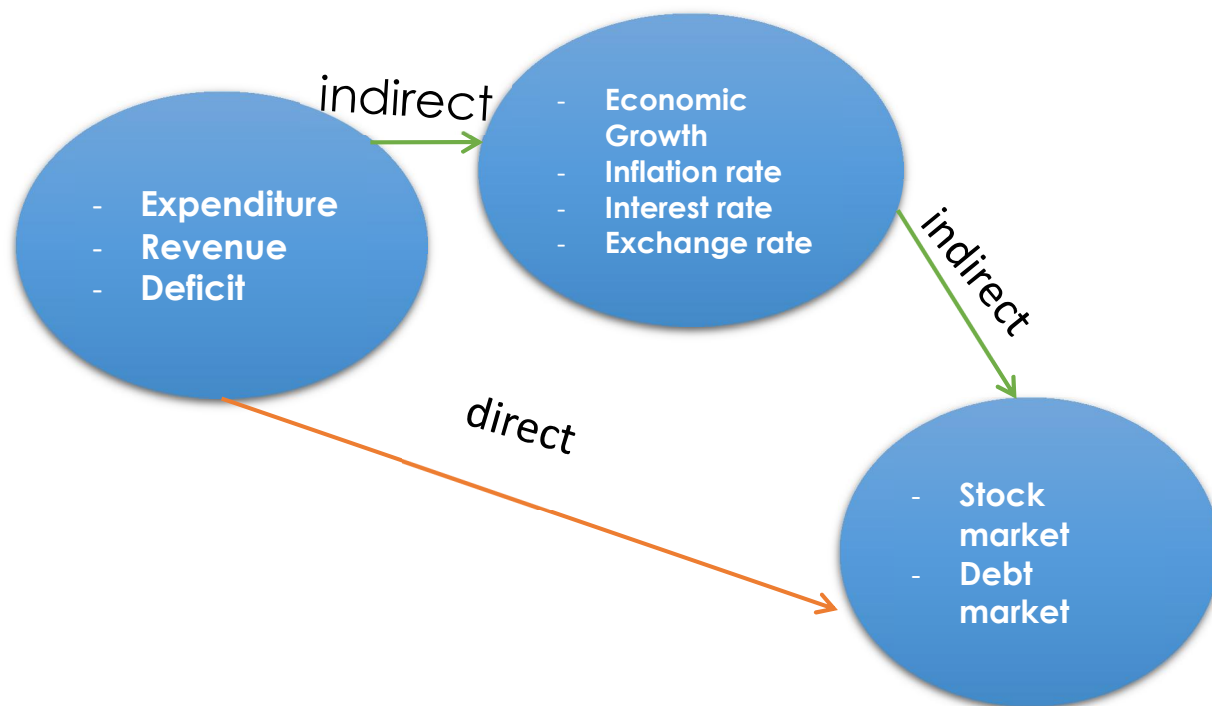 indirect
- Expenditure
- Revenue
- Deficit
- Economic
Growth
- Inflation rate
- Interest rate
- Exchange rate
indirect
direct
- Stock
market
- Debt
market